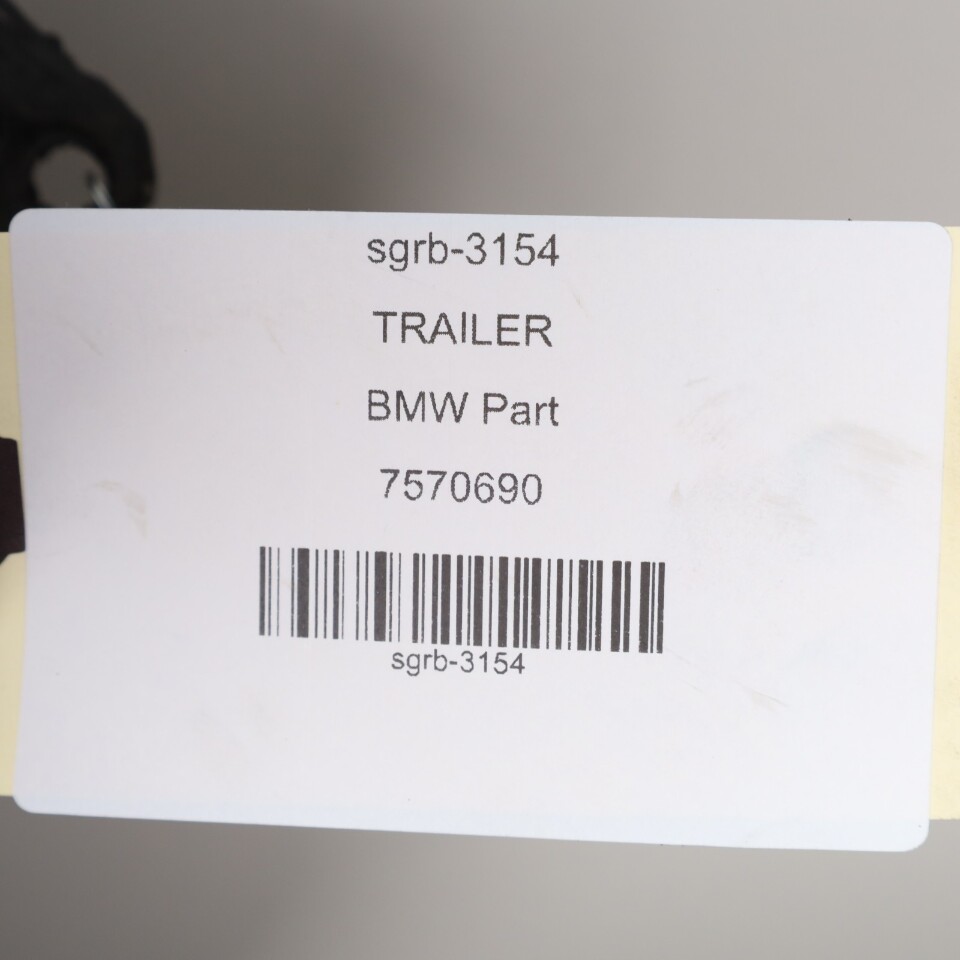 sgrb-3154
TRAILER
BMW Part
7570690
sgrb-3154